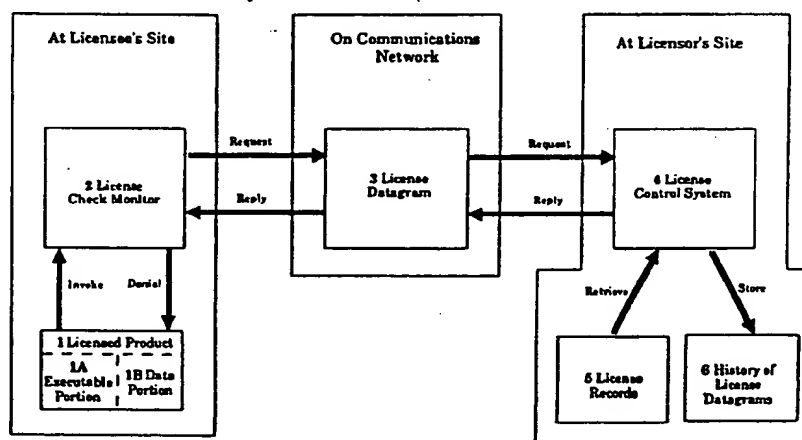 At Licensee's Site
On Communications
Network
At Licensor's Site
Request
Request
2 License
Check Monitor
3 License
Datagram
4 License
Control System
Reply
Reply
Invoke
Denial
Retrieve
Store
1 Licensed Product
1A
Executable
Portion
1B Data
Portion
5 License
Records
6 History of
License
Datagrams